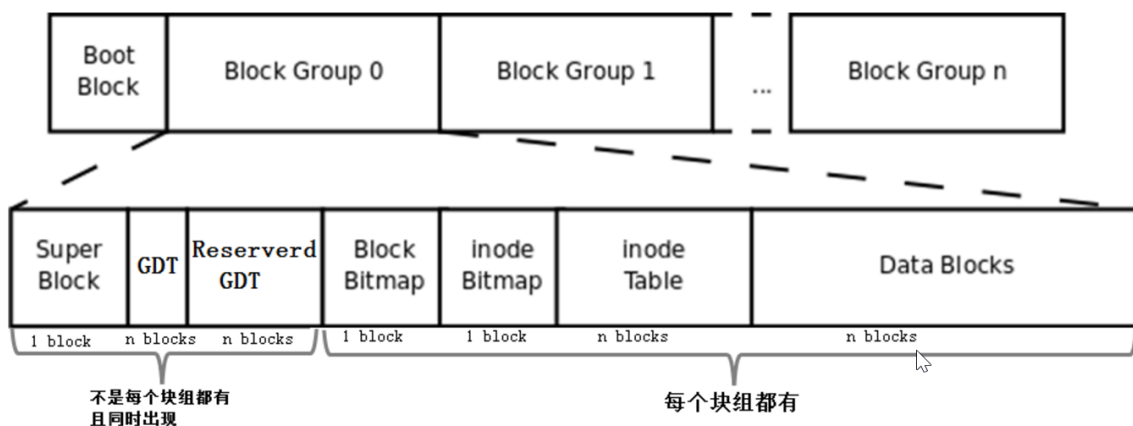 Boot
Block
Block Group 0
Block Group 1
...
Block Group n
Super
Block
GDT
Reserverd
GDT
Block
Bitmap
inode
Bitmap
inode
Table
Data Blocks
1 block
n blocks
n blocks
1 block
1 block
n blocks
n blocks
不是每个块组都有
且同时出现
每个块组都有